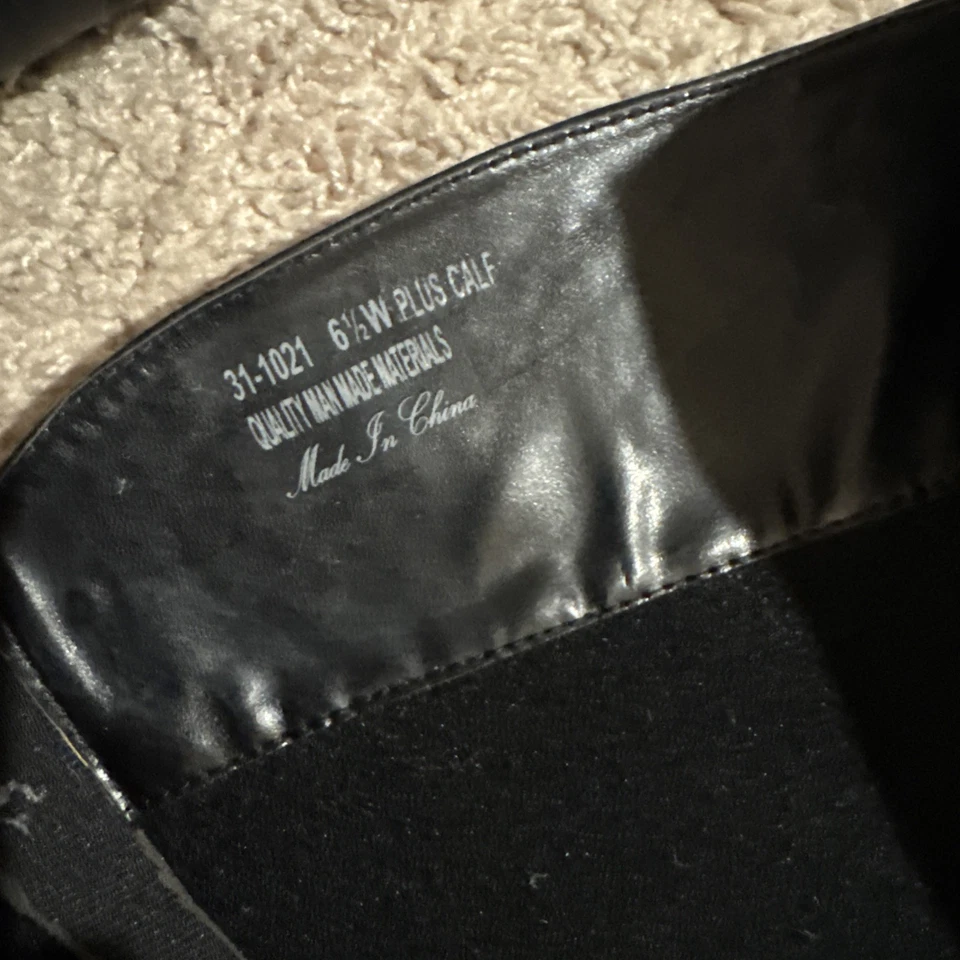 31-1021 6½W PLUS CALF
QUALITY MAN MADE MATERIALS
Made In China